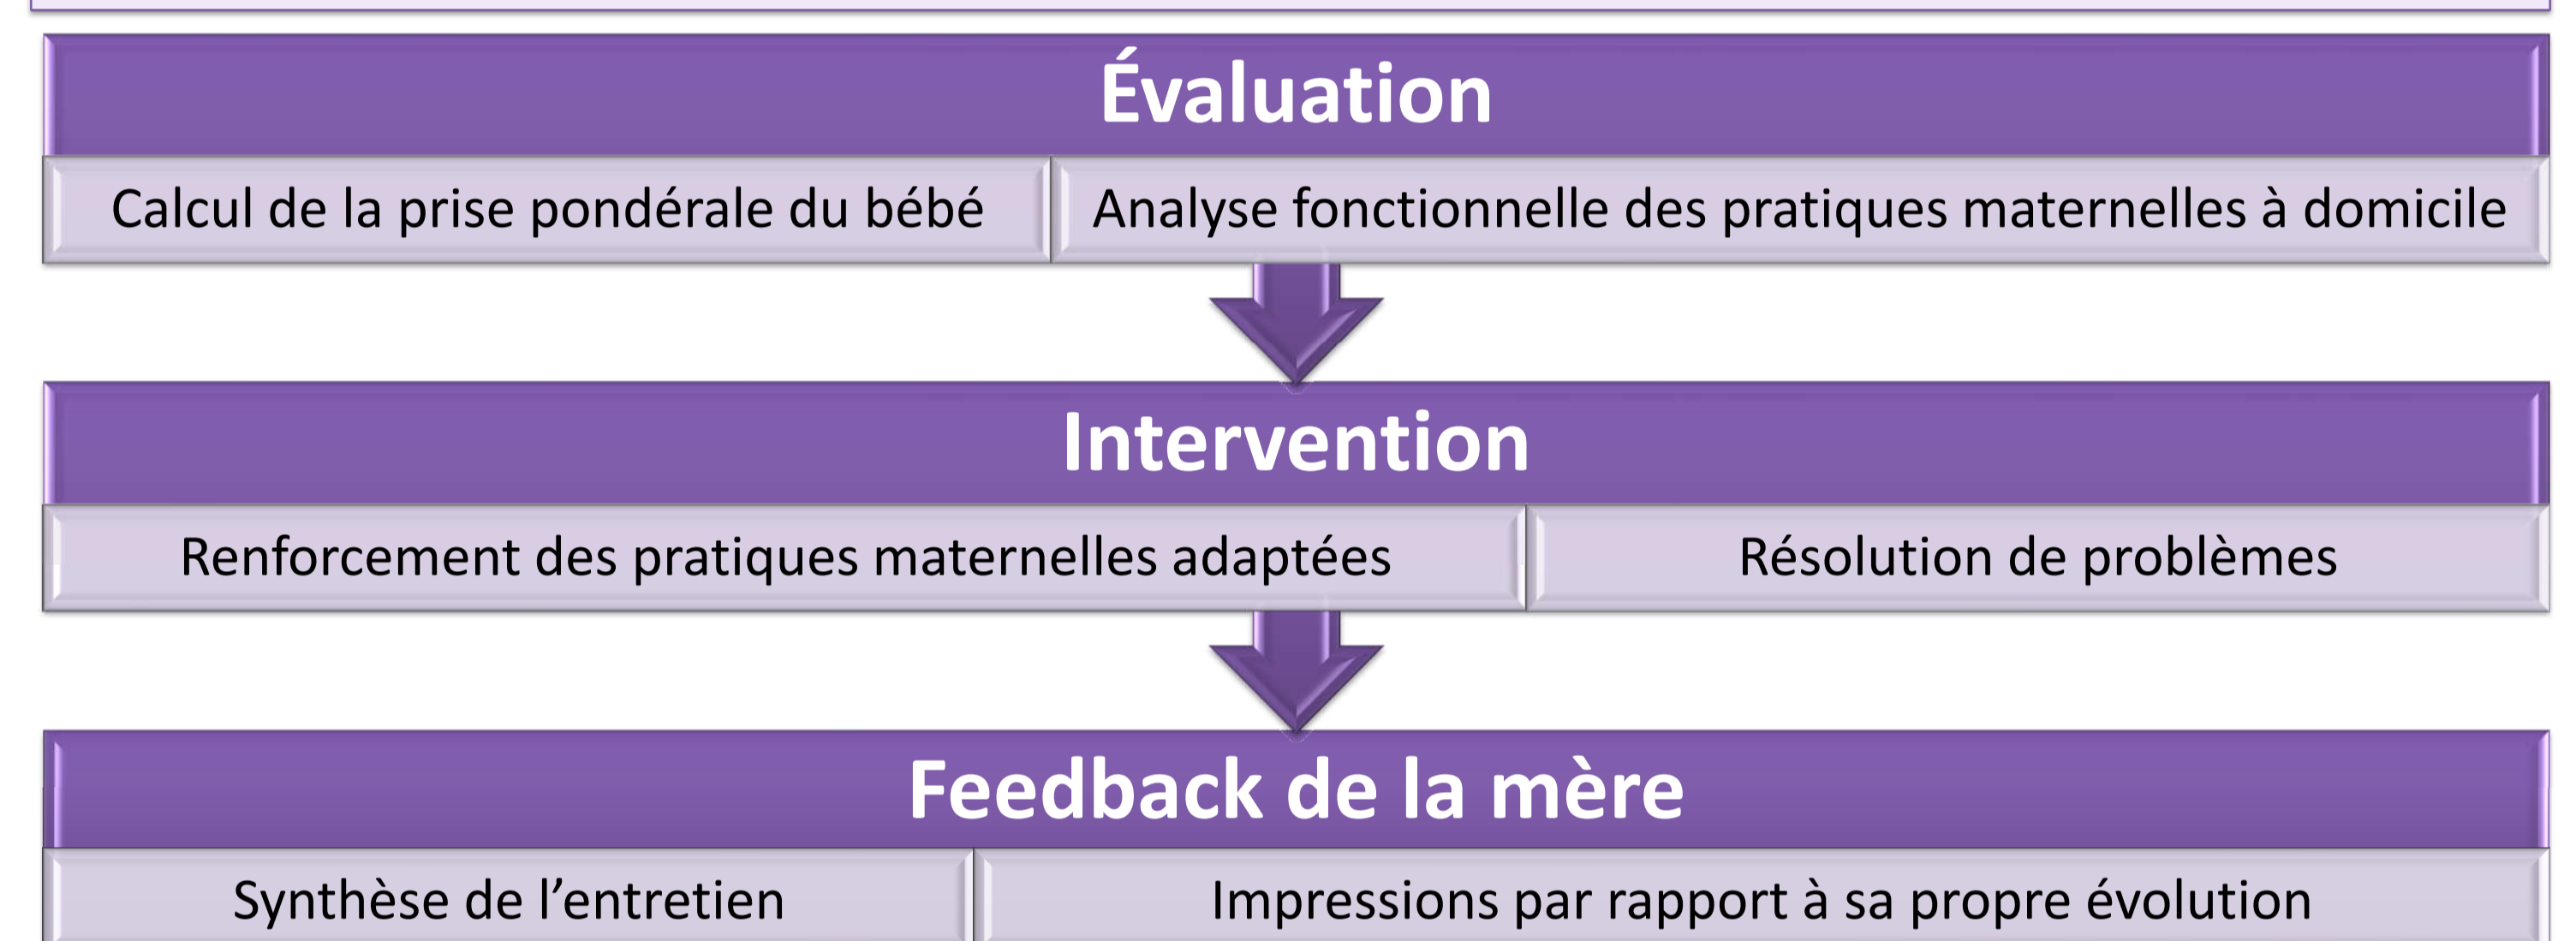 Évaluation
Calcul de la prise pondérale du bébé
Analyse fonctionnelle des pratiques maternelles à domicile
Intervention
Renforcement des pratiques maternelles adaptées
Résolution de problèmes
Feedback de la mère
Synthèse de l’entretien
Impressions par rapport à sa propre évolution